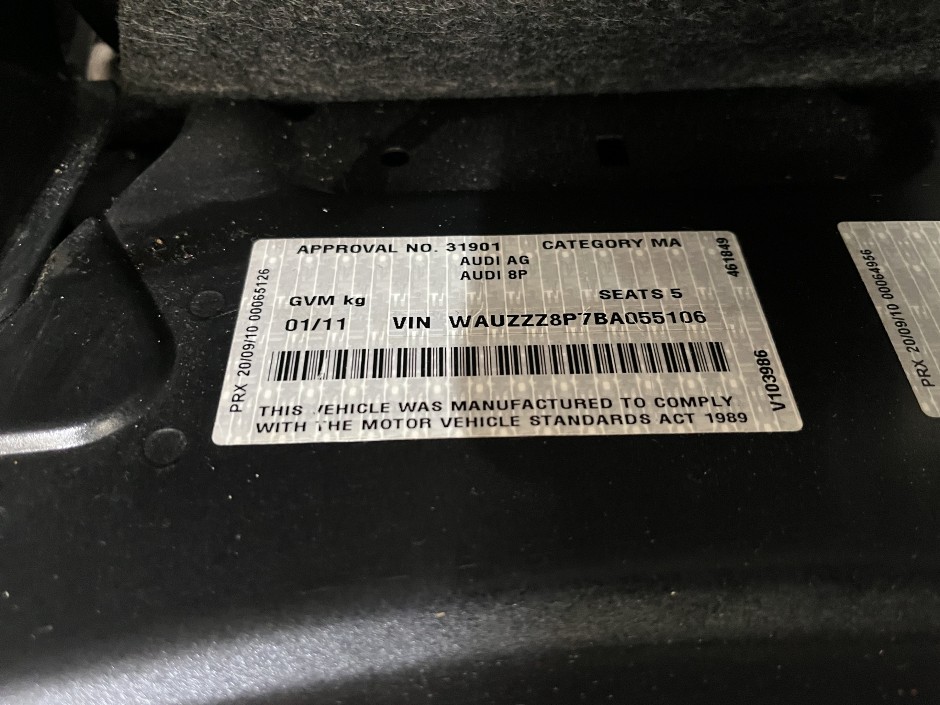 APPROVAL NO. 31901 CATEGORY MA
AUDI AG
AUDI 8P
GVM kg SEATS 5
01/11 VIN WAUZZZ8P7BA055106
THIS VEHICLE WAS MANUFACTURED TO COMPLY
WITH THE MOTOR VEHICLE STANDARDS ACT 1989
PRX 20/09/10 00065126
461849
V103986
PRX 20/09/10 00064956